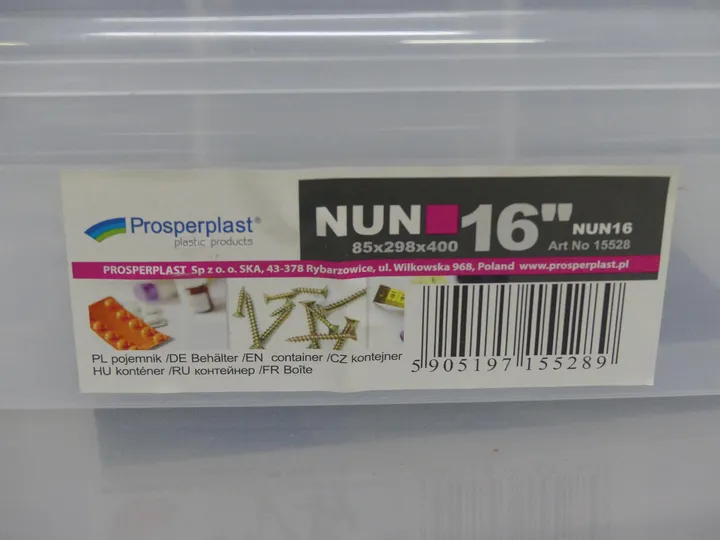 Prosperplast®
plastic products
NUN 16" NUN16
85x298x400 Art No 15528
PROSPERPLAST Sp z o. o. SKA, 43-378 Rybarzowice, ul. Wilkowska 968, Poland www.prosperplast.pl
PL pojemnik /DE Behälter /EN container /CZ kontejner
HU konténer /RU контейнер /FR Boîte
5 905197 155289